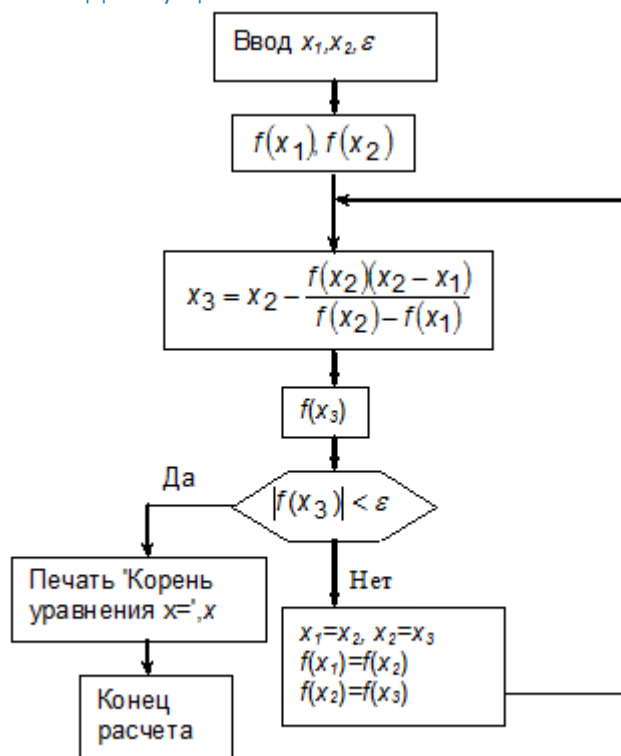 Ввод x₁,x₂,ε
f(x₁), f(x₂)
x₃ = x₂ − f(x₂)(x₂ − x₁) / f(x₂) − f(x₁)
f(x₃)
Да
|f(x₃)| < ε
Нет
Печать 'Корень
уравнения x=',x
x₁=x₂, x₂=x₃
f(x₁)=f(x₂)
f(x₂)=f(x₃)
Конец
расчета